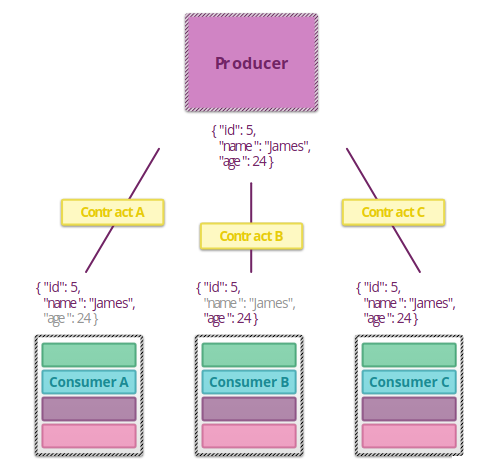 Producer
{ "id": 5,
"name": "James",
"age": 24 }
Contract A
Contract B
Contract C
{ "id": 5,
"name": "James",
"age": 24 }
{ "id": 5,
"name": "James",
"age": 24 }
{ "id": 5,
"name": "James",
"age": 24 }
Consumer A
Consumer B
Consumer C